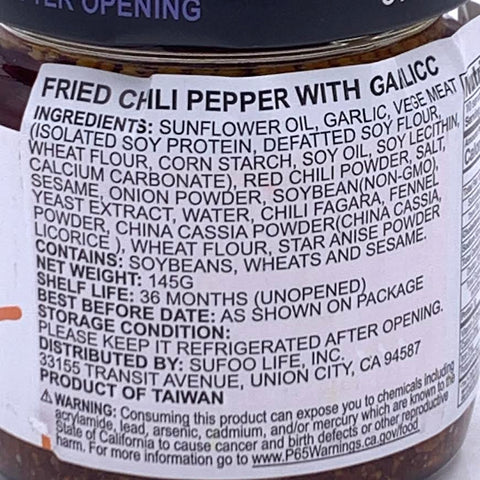 OPENING
FRIED CHILI PEPPER WITH GARLICC
INGREDIENTS: SUNFLOWER OIL, GARLIC, VEGE MEAT
(ISOLATED SOY PROTEIN, DEFATTED SOY FLOUR,
WHEAT FLOUR, CORN STARCH, SOY OIL, SOY LECITHIN,
CALCIUM CARBONATE), RED CHILI POWDER, SALT,
SESAME, ONION POWDER, SOYBEAN(NON-GMO),
YEAST EXTRACT, WATER, CHILI FAGARA, FENNEL
POWDER, CHINA CASSIA POWDER(CHINA CASSIA,
LICORICE ), WHEAT FLOUR, STAR ANISE POWDER
CONTAINS: SOYBEANS, WHEATS AND SESAME.
NET WEIGHT: 145G
SHELF LIFE: 36 MONTHS (UNOPENED)
BEST BEFORE DATE: AS SHOWN ON PACKAGE
STORAGE CONDITION:
PLEASE KEEP IT REFRIGERATED AFTER OPENING.
DISTRIBUTED BY: SUFOO LIFE, INC.
33155 TRANSIT AVENUE, UNION CITY, CA 94587
PRODUCT OF TAIWAN
⚠WARNING: Consuming this product can expose you to chemicals including
acrylamide, lead, arsenic, cadmium, and/or mercury which are known to the
State of California to cause cancer and birth defects or other reproductive
harm. For more information go to www.P65Warnings.ca.gov/food